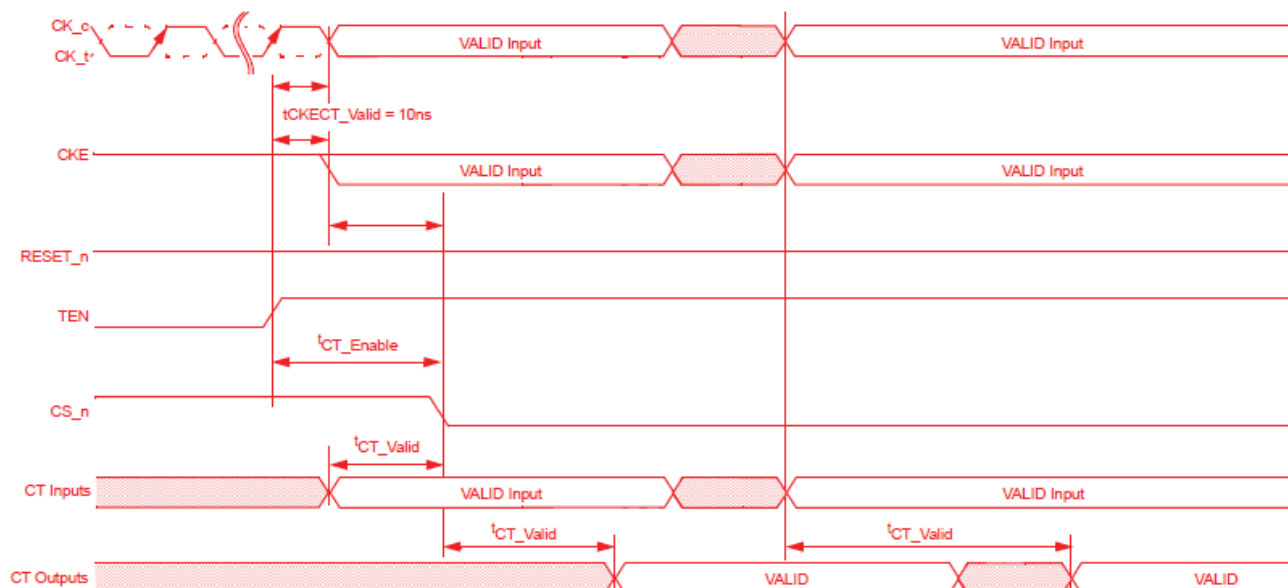 CK_c
CK_t
VALID Input
VALID Input
tCKECT_Valid = 10ns
CKE
VALID Input
VALID Input
RESET_n
TEN
tCT_Enable
CS_n
tCT_Valid
CT Inputs
VALID Input
VALID Input
tCT_Valid
tCT_Valid
CT Outputs
VALID
VALID